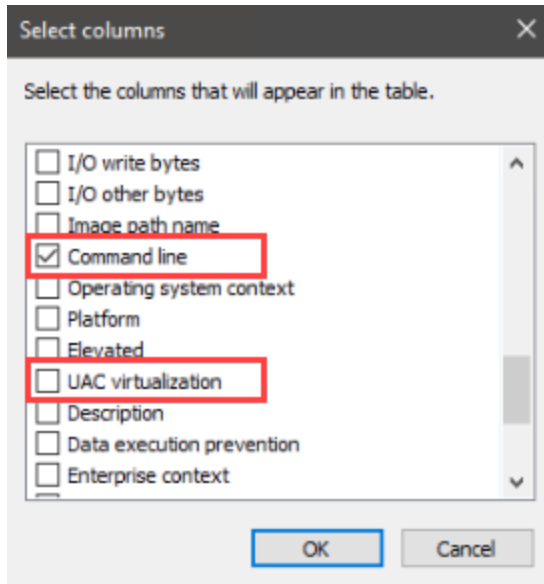 Select columns
Select the columns that will appear in the table.
I/O write bytes
I/O other bytes
Image path name
Command line
Operating system context
Platform
Elevated
UAC virtualization
Description
Data execution prevention
Enterprise context
OK
Cancel